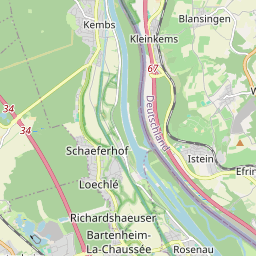 Blansingen
Kembs
Kleinkems
67
Deutschland
34
34
Schaeferhof
Istein
Efrin
Loechlé
Richardshaeuser
Bartenheim-
La-Chaussée
Rosenau